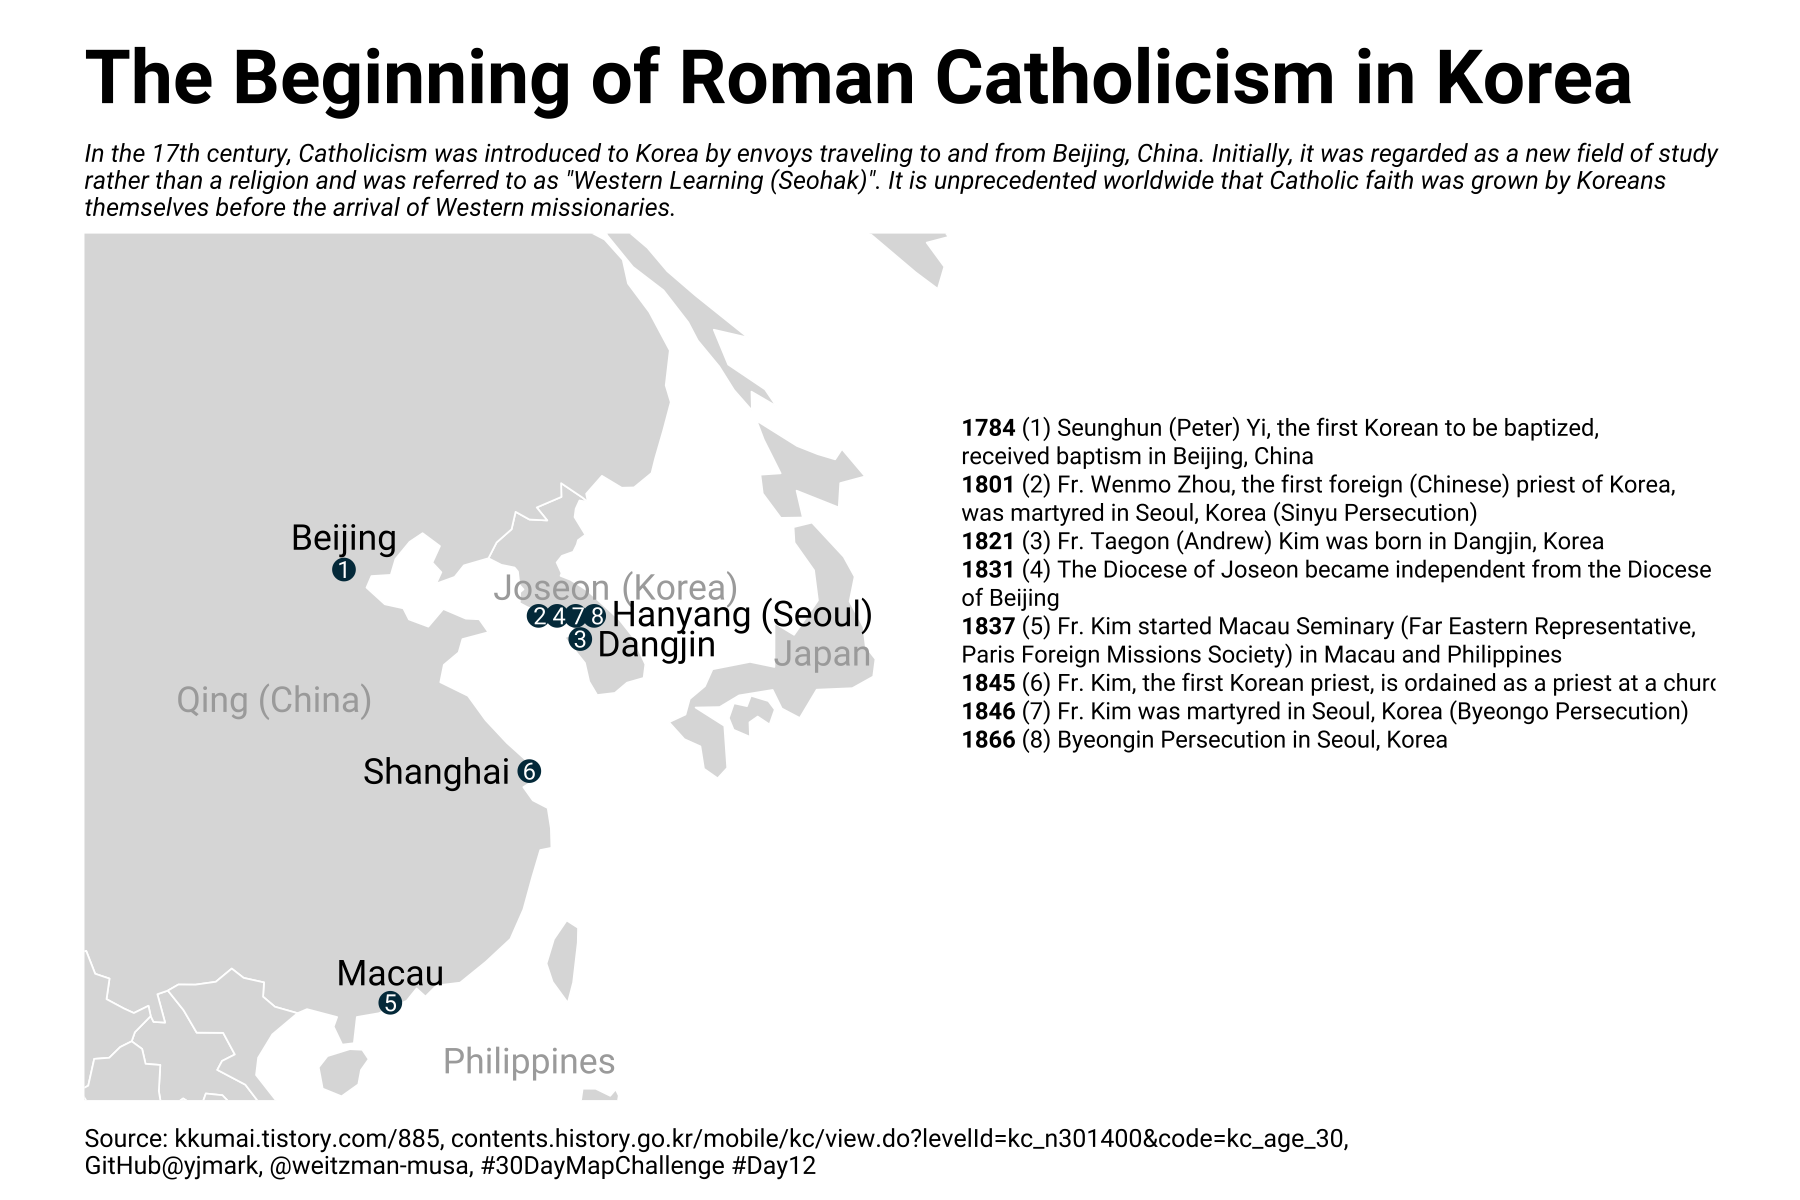 The Beginning of Roman Catholicism in Korea
In the 17th century, Catholicism was introduced to Korea by envoys traveling to and from Beijing, China. Initially, it was regarded as a new field of study
rather than a religion and was referred to as "Western Learning (Seohak)". It is unprecedented worldwide that Catholic faith was grown by Koreans
themselves before the arrival of Western missionaries.
Beijing
1
Joseon (Korea)
2 4 7 8 Hanyang (Seoul)
3 Dangjin
Japan
Qing (China)
Shanghai 6
Macau
5
Philippines
1784 (1) Seunghun (Peter) Yi, the first Korean to be baptized,
received baptism in Beijing, China
1801 (2) Fr. Wenmo Zhou, the first foreign (Chinese) priest of Korea,
was martyred in Seoul, Korea (Sinyu Persecution)
1821 (3) Fr. Taegon (Andrew) Kim was born in Dangjin, Korea
1831 (4) The Diocese of Joseon became independent from the Diocese
of Beijing
1837 (5) Fr. Kim started Macau Seminary (Far Eastern Representative,
Paris Foreign Missions Society) in Macau and Philippines
1845 (6) Fr. Kim, the first Korean priest, is ordained as a priest at a
1846 (7) Fr. Kim was martyred in Seoul, Korea (Byeongo Persecution)
1866 (8) Byeongin Persecution in Seoul, Korea
Source: kkumai.tistory.com/885, contents.history.go.kr/mobile/kc/view.do?levelId=kc_n301400&code=kc_age_30,
GitHub@yjmark, @weitzman-musa, #30DayMapChallenge #Day12